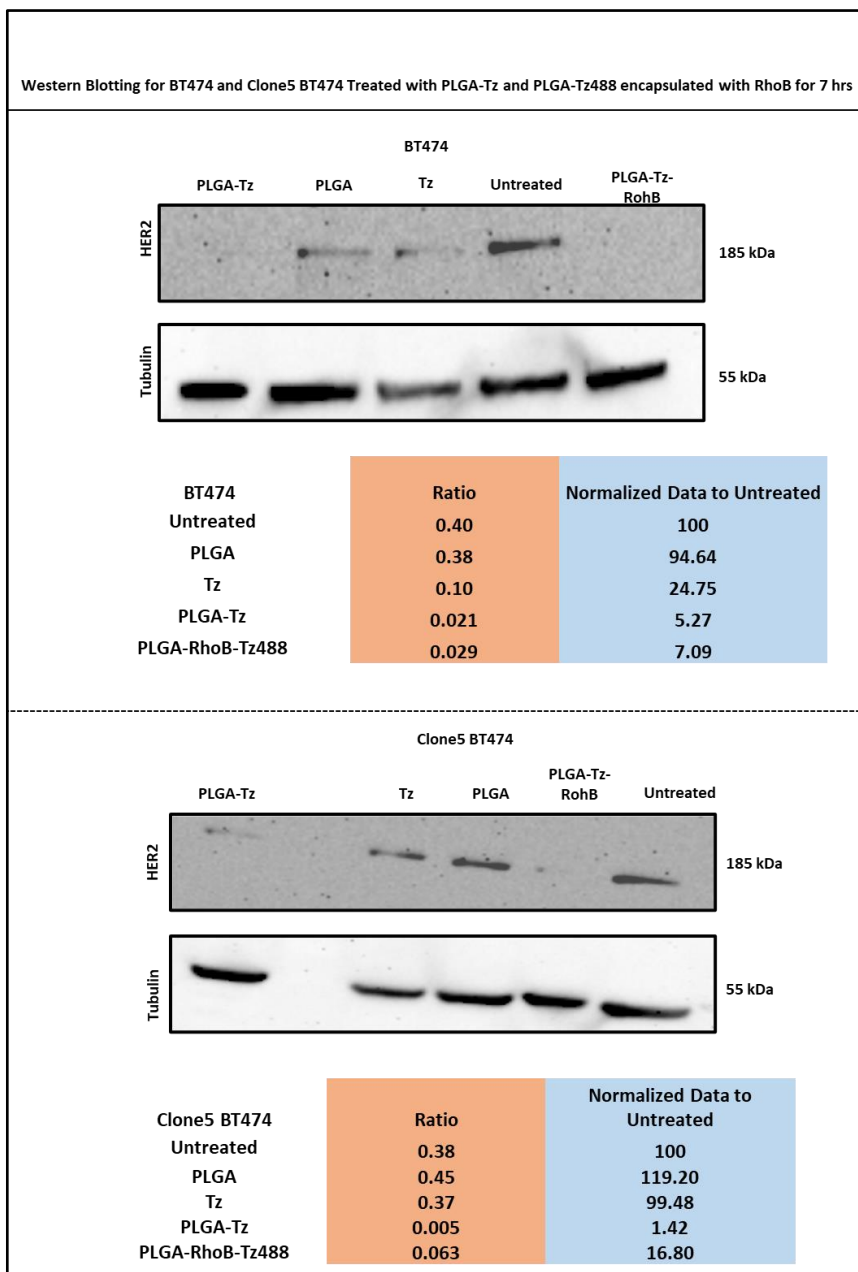 Western Blotting for BT474 and Clone5 BT474 Treated with PLGA-Tz and PLGA-Tz488 encapsulated with RhoB for 7 hrs
BT474
PLGA-Tz PLGA Tz Untreated PLGA-Tz-
RohB
HER2
185 kDa
Tubulin
55 kDa
BT474 Ratio Normalized Data to Untreated
Untreated 0.40 100
PLGA 0.38 94.64
Tz 0.10 24.75
PLGA-Tz 0.021 5.27
PLGA-RhoB-Tz488 0.029 7.09
Clone5 BT474
PLGA-Tz Tz PLGA PLGA-Tz-
RohB Untreated
HER2
185 kDa
Tubulin
55 kDa
Normalized Data to
Clone5 BT474 Ratio Untreated
Untreated 0.38 100
PLGA 0.45 119.20
Tz 0.37 99.48
PLGA-Tz 0.005 1.42
PLGA-RhoB-Tz488 0.063 16.80